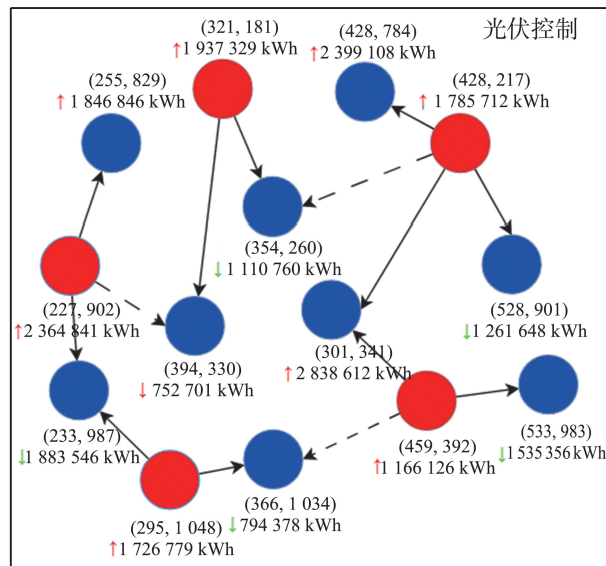 光伏控制
(321, 181)
↑1 937 329 kWh
(428, 784)
↑2 399 108 kWh
(255, 829)
↑1 846 846 kWh
(428, 217)
↑1 785 712 kWh
(354, 260)
↓1 110 760 kWh
(227, 902)
↑2 364 841 kWh
(528, 901)
↓1 261 648 kWh
(394, 330)
↓752 701 kWh
(301, 341)
↑2 838 612 kWh
(233, 987)
↓1 883 546 kWh
(459, 392)
↑1 166 126 kWh
(533, 983)
↓1 535 356 kWh
(366, 1 034)
↓794 378 kWh
(295, 1 048)
↑1 726 779 kWh